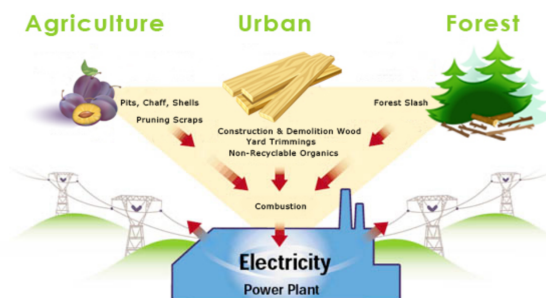 Agriculture
Urban
Forest
Pits, Chaff, Shells
Pruning Scraps
Forest Slash
Construction & Demolition Wood
Yard Trimmings
Non-Recyclable Organics
Combustion
Electricity
Power Plant